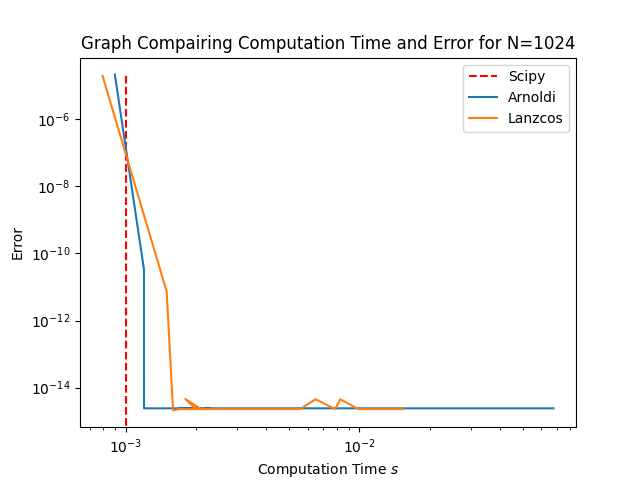 Graph Compairing Computation Time and Error for N=1024
Scipy
Arnoldi
Lanzcos
Error
10⁻⁶
10⁻⁸
10⁻¹⁰
10⁻¹²
10⁻¹⁴
10⁻³
10⁻²
Computation Time s